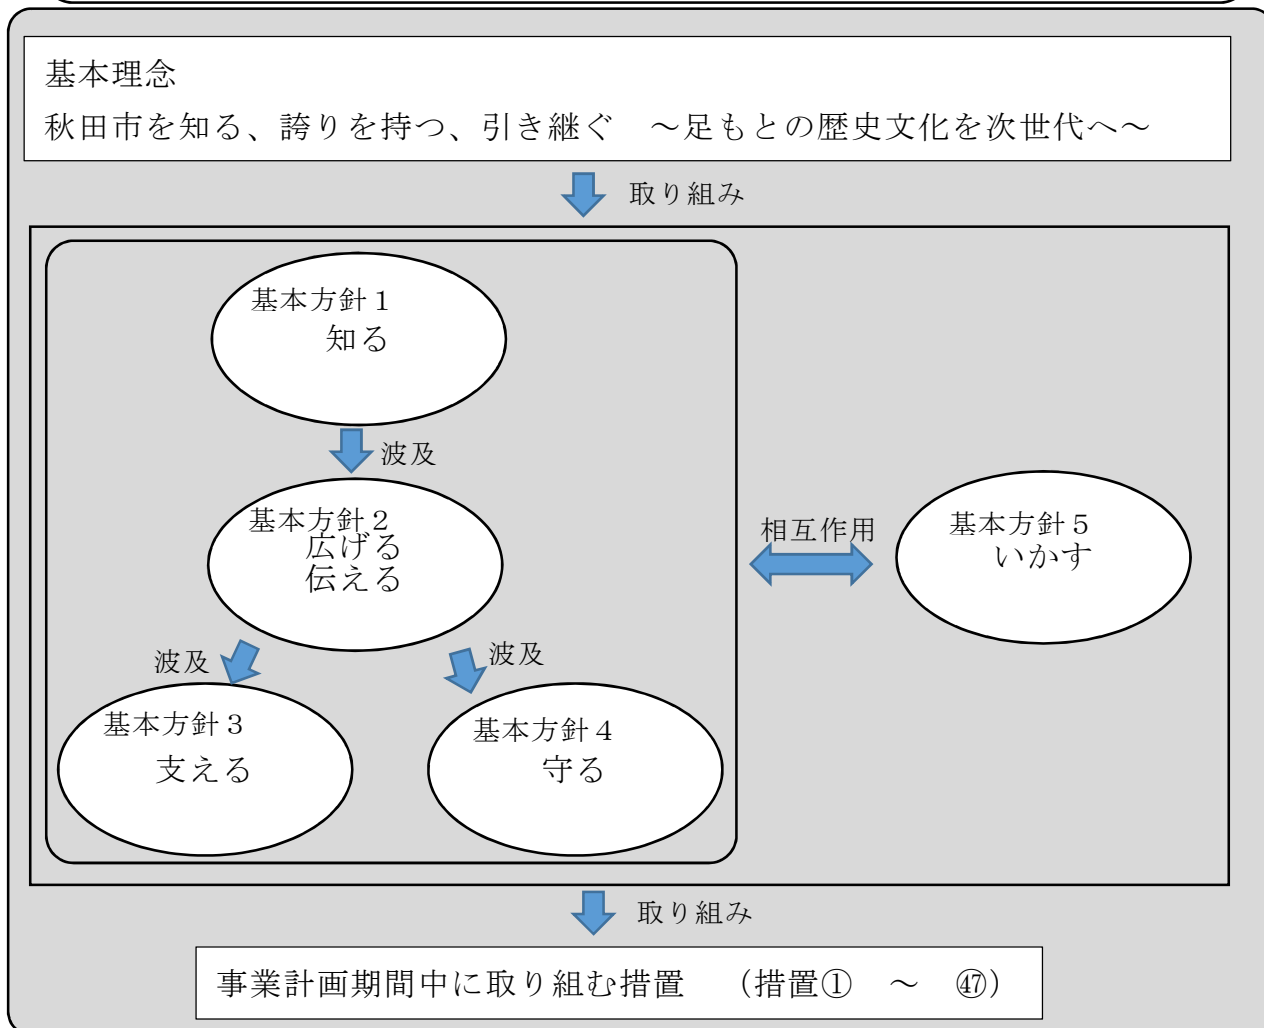 基本理念
秋田市を知る、誇りを持つ、引き継ぐ　～足もとの歴史文化を次世代へ～
取り組み
基本方針１
知る
波及
基本方針２
広げる
伝える
相互作用
基本方針５
いかす
波及
波及
基本方針３
支える
基本方針４
守る
取り組み
事業計画期間中に取り組む措置　（措置①　～　㊼）